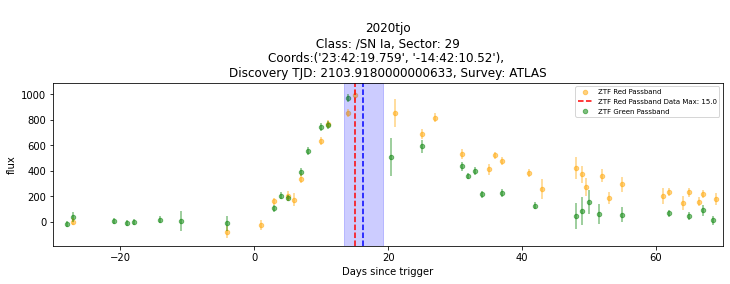 2020tjo
Class: /SN Ia, Sector: 29
Coords:('23:42:19.759', '-14:42:10.52'),
Discovery TJD: 2103.9180000000633, Survey: ATLAS
ZTF Red Passband
ZTF Red Passband Data Max: 15.0
ZTF Green Passband
flux
1000
800
600
400
200
0
−20
0
20
40
60
Days since trigger